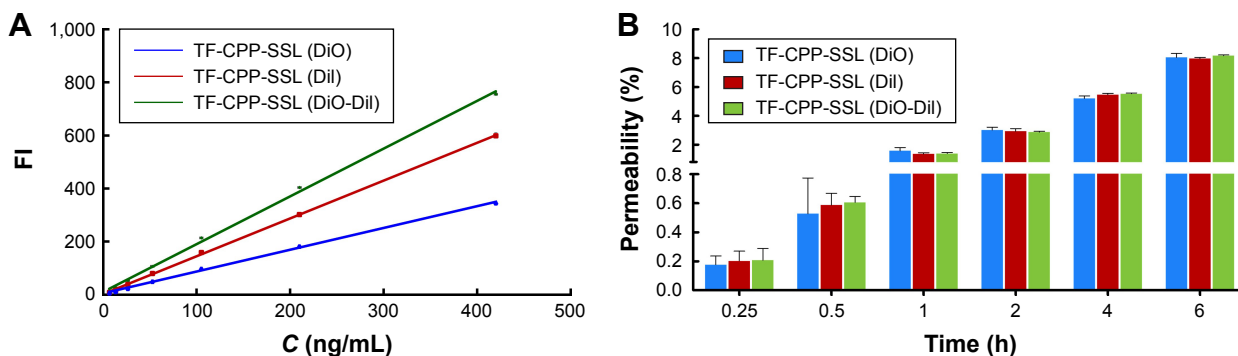 A
1,000
800
600
400
200
0
FI
TF-CPP-SSL (DiO)
TF-CPP-SSL (DiI)
TF-CPP-SSL (DiO-DiI)
0 100 200 300 400 500
C (ng/mL)
B
10
8
6
4
2
0.8
0.6
0.4
0.2
0.0
Permeability (%)
TF-CPP-SSL (DiO)
TF-CPP-SSL (DiI)
TF-CPP-SSL (DiO-DiI)
0.25 0.5 1 2 4 6
Time (h)